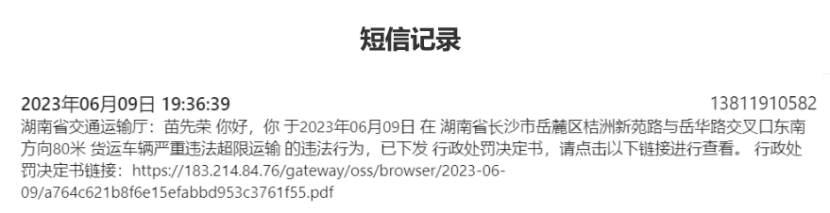 短信记录
2023年06月09日 19:36:39 13811910582
湖南省交通运输厅：苗先荣 你好，你 于2023年06月09日 在 湖南省长沙市岳麓区桔洲新苑路与岳华路交叉口东南
方向80米 货运车辆严重违法超限运输 的违法行为，已下发 行政处罚决定书，请点击以下链接进行查看。 行政处
罚决定书链接：https://183.214.84.76/gateway/oss/browser/2023-06-
09/a764c621b8f6e15efabbd953c3761f55.pdf